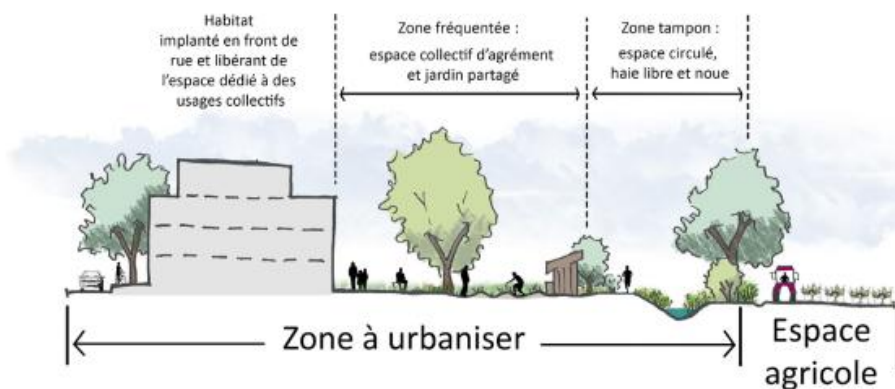 Habitat
implanté en front de
rue et libérant de
l'espace dédié à des
usages collectifs
Zone fréquentée :
espace collectif d'agrément
et jardin partagé
Zone tampon :
espace circulé,
haie libre et noue
Zone à urbaniser
Espace
agricole